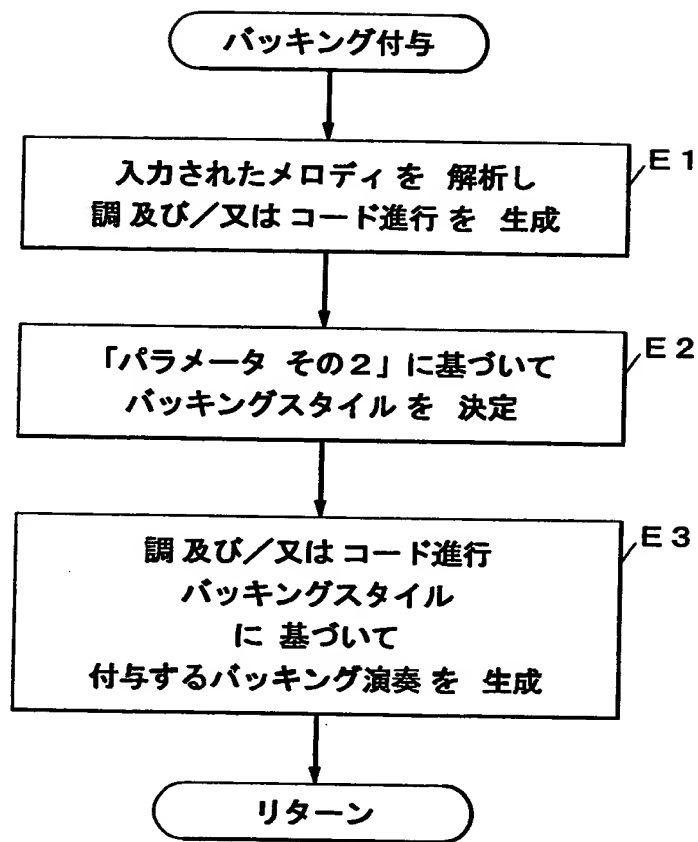 バッキング付与
入力されたメロディを 解析し
調 及び／又は コード進行 を 生成
E1
「パラメータ その2」に基づいて
バッキングスタイル を 決定
E2
調 及び／又は コード進行
バッキングスタイル
に 基づいて
付与するバッキング演奏 を 生成
E3
リターン